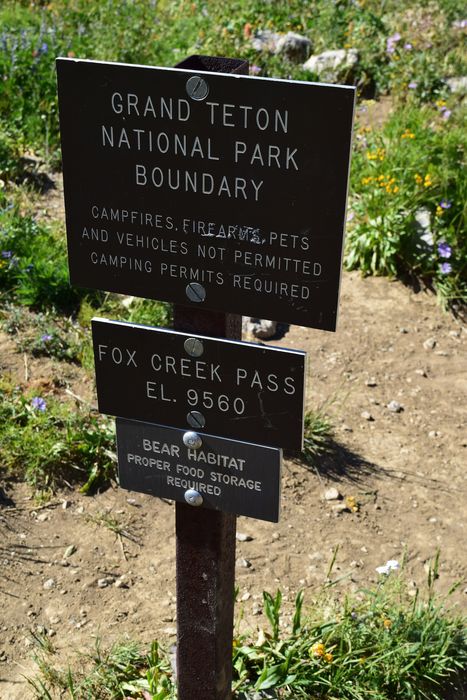 GRAND TETON
NATIONAL PARK
BOUNDARY
CAMPFIRES, FIREARMS, PETS
AND VEHICLES NOT PERMITTED
CAMPING PERMITS REQUIRED
FOX CREEK PASS
EL. 9560
BEAR HABITAT
PROPER FOOD STORAGE
REQUIRED